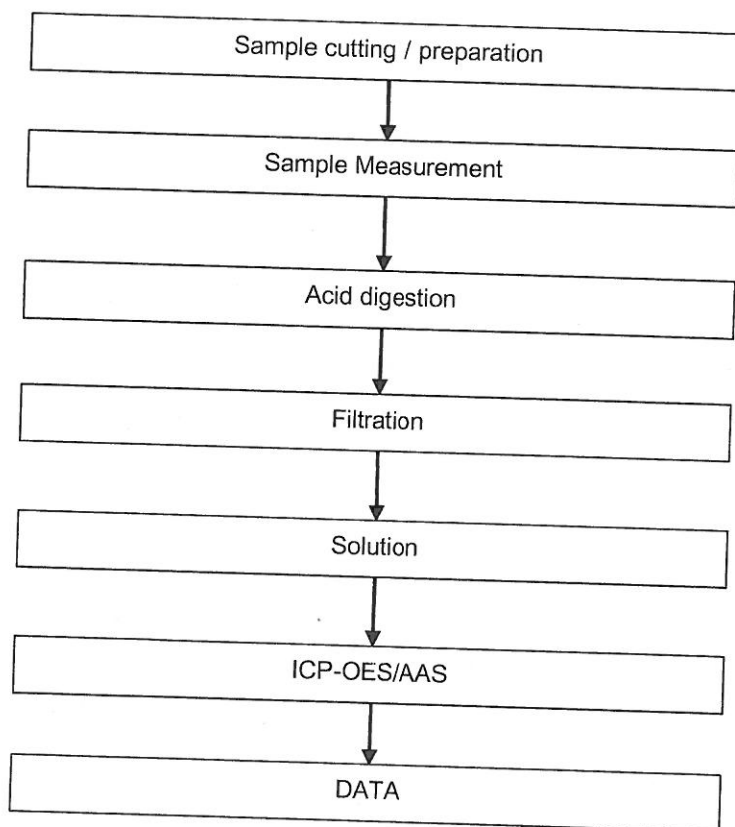 Sample cutting / preparation
Sample Measurement
Acid digestion
Filtration
Solution
ICP-OES/AAS
DATA